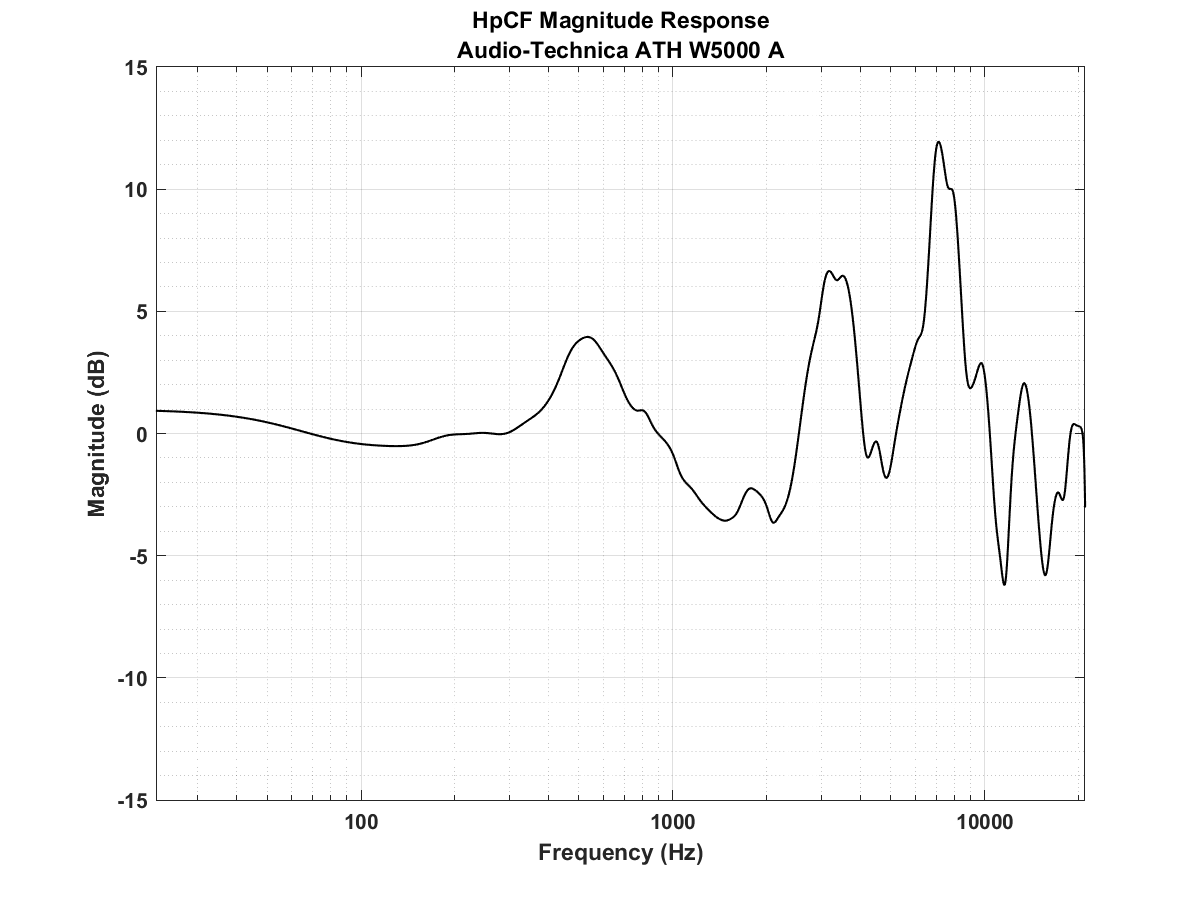 HpCF Magnitude Response
Audio-Technica ATH W5000 A
15
10
5
0
-5
-10
-15
Magnitude (dB)
100 1000 10000
Frequency (Hz)